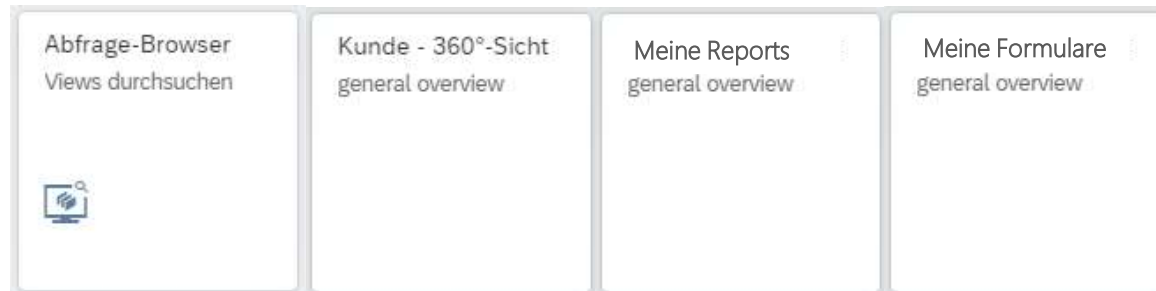 Abfrage-Browser
Views durchsuchen
Kunde - 360°-Sicht
general overview
Meine Reports
general overview
Meine Formulare
general overview